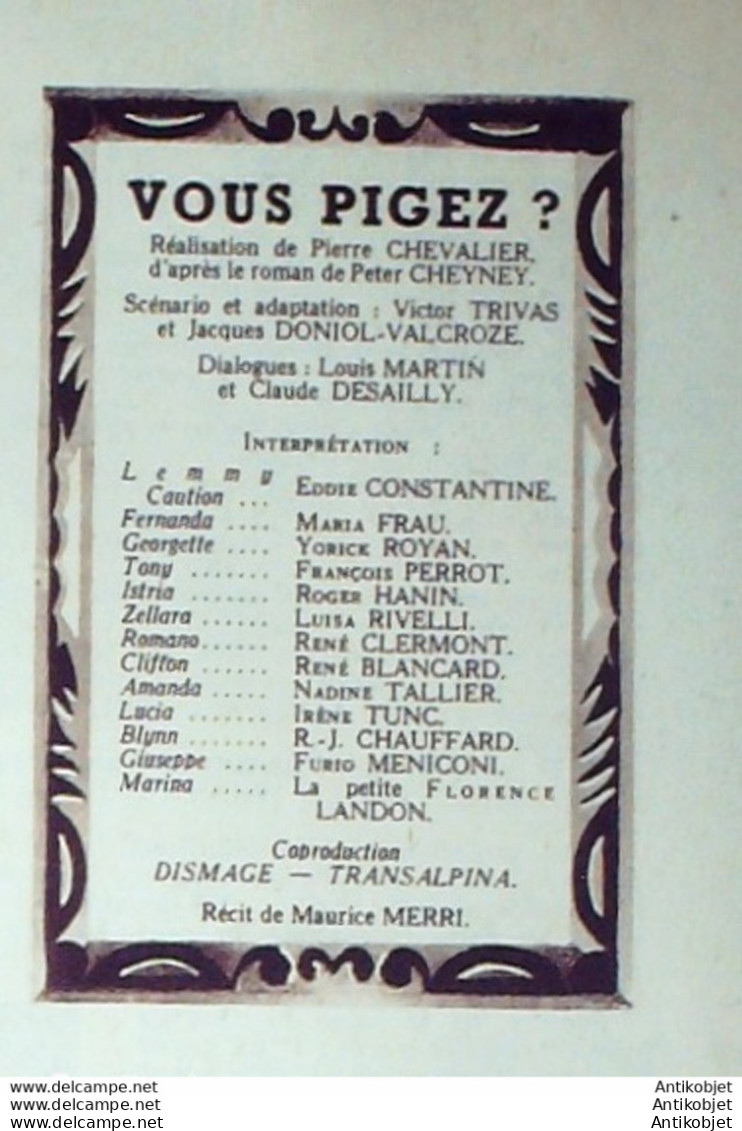 VOUS PIGEZ ?
Réalisation de Pierre CHEVALIER,
d'après le roman de Peter CHEYNEY.
Scénario et adaptation : Victor TRIVAS
et Jacques DONIOL-VALCROZE.
Dialogues : Louis MARTIN
et Claude DESAILLY.
INTERPRÉTATION :
Lemmy
Caution ... EDDIE CONSTANTINE.
Fernanda .... MARIA FRAU.
Georgette .... YORICK ROYAN.
Tony ....... FRANÇOIS PERROT.
Istria ....... ROGER HANIN.
Zellara ...... LUISA RIVELLI.
Romano...... RENÉ CLERMONT.
Clifton ...... RENÉ BLANCARD.
Amanda ..... NADINE TALLIER.
Lucia ....... IRÈNE TUNC.
Blynn ....... R.-J. CHAUFFARD.
Giuseppe .... FURIO MENICONI.
Marina ..... La petite FLORENCE
LANDON.
Coproduction
DISMAGE — TRANSALPINA.
Récit de Maurice MERRI.
www.delcampe.net Antikobjet
www.delcampe.net Antikobjet
www.delcampe.net Antikobjet